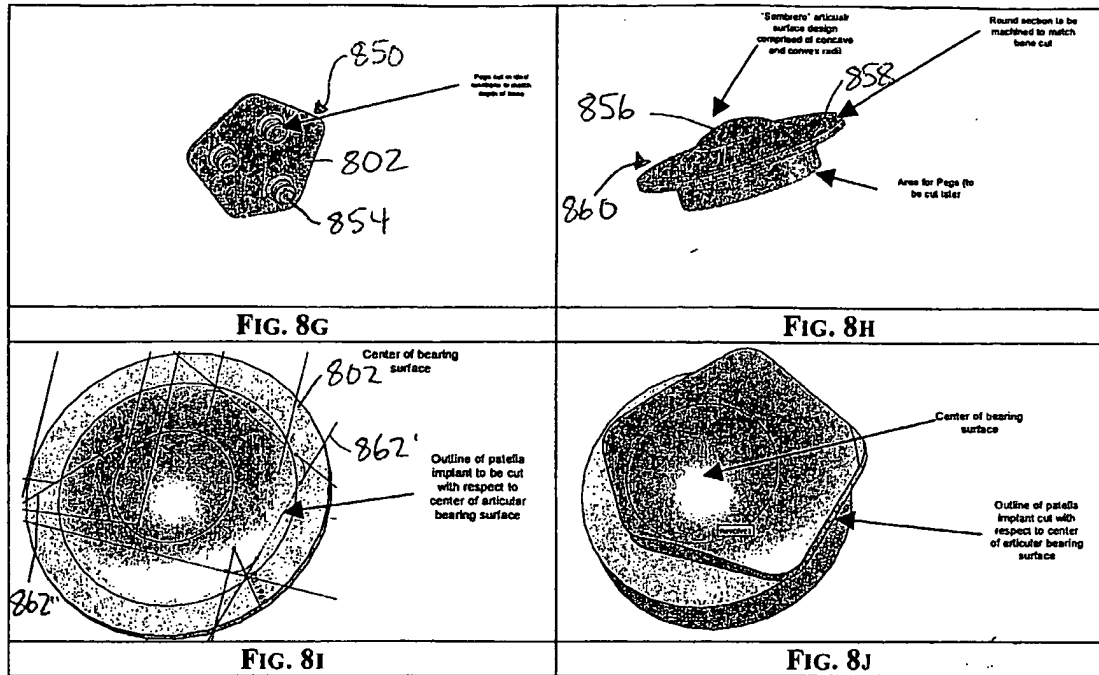 850
Pegs cut in ideal
locations to match
depth of bone
802
854
FIG. 8G
"Sombrero" articualr
surface design
comprised of concave
and convex radii
Round section to be
machined to match
bone cut
858
856
860
Area for Pegs (to
be cut later
FIG. 8H
Center of bearing
surface
802
862'
Outline of patella
implant to be cut
with respect to
center of articular
bearing surface
862"
FIG. 8I
Center of bearing
surface
Outline of patella
implant cut with
respect to center
of articular bearing
surface
FIG. 8J